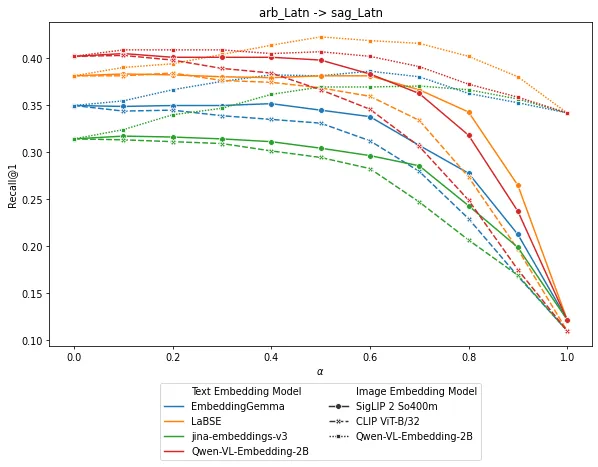 arb_Latn -> sag_Latn
Recall@1
0.40
0.35
0.30
0.25
0.20
0.15
0.10
0.0
0.2
0.4
0.6
0.8
1.0
α
Text Embedding Model
EmbeddingGemma
LaBSE
jina-embeddings-v3
Qwen-VL-Embedding-2B
Image Embedding Model
SigLIP 2 So400m
CLIP ViT-B/32
Qwen-VL-Embedding-2B